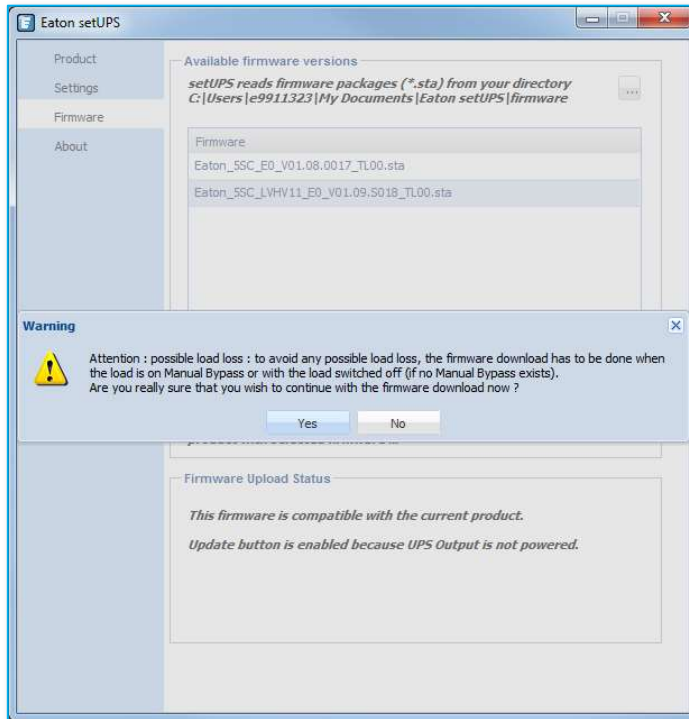 Eaton setUPS
Product
Settings
Firmware
About
Available firmware versions
setUPS reads firmware packages (*.sta) from your directory
C:|Users|e9911323|My Documents|Eaton setUPS|firmware
...
Firmware
Eaton_5SC_E0_V01.08.0017_TL00.sta
Eaton_5SC_LVHV11_E0_V01.09.S018_TL00.sta
Warning
Attention : possible load loss : to avoid any possible load loss, the firmware download has to be done when
the load is on Manual Bypass or with the load switched off (if no Manual Bypass exists).
Are you really sure that you wish to continue with the firmware download now ?
Yes
No
Firmware Upload Status
This firmware is compatible with the current product.
Update button is enabled because UPS Output is not powered.